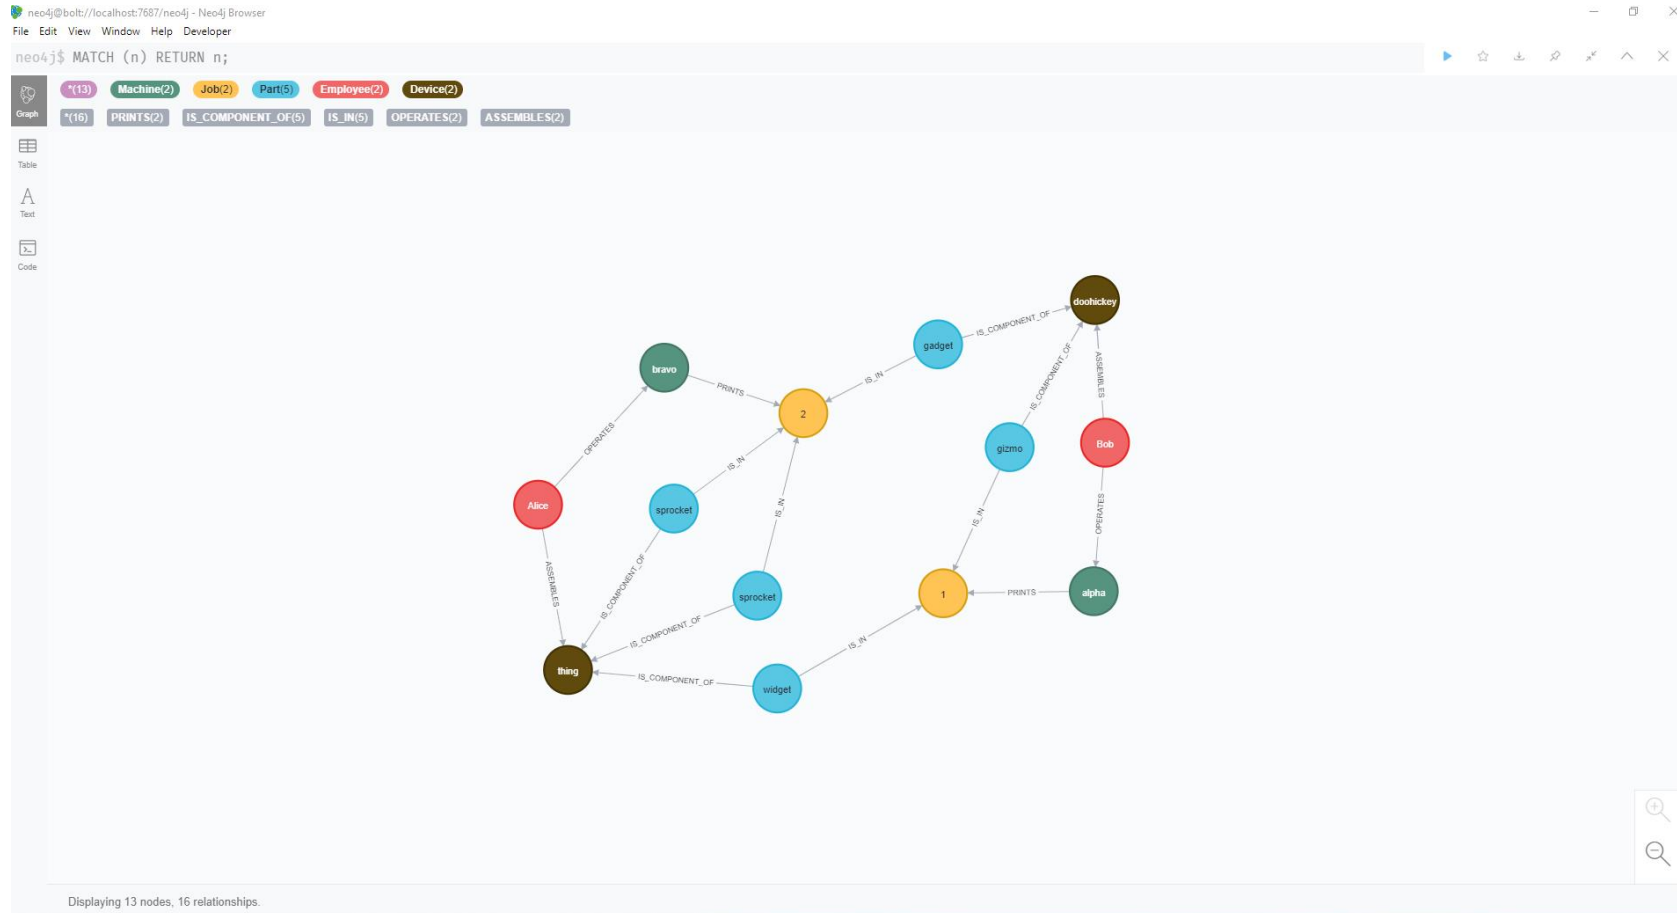 neo4j@bolt://localhost:7687/neo4j - Neo4j Browser
File Edit View Window Help Developer
neo4j$ MATCH (n) RETURN n;
*(13) Machine(2) Job(2) Part(5) Employee(2) Device(2)
*(16) PRINTS(2) IS_COMPONENT_OF(5) IS_IN(5) OPERATES(2) ASSEMBLES(2)
Graph
Table
A
Text
Code
doohickey
IS_COMPONENT_OF
gadget
ASSEMBLES
IS_COMPONENT_OF
bravo
IS_IN
PRINTS
2
OPERATES
Bob
gizmo
IS_IN
Alice
sprocket
IS_IN
OPERATES
IS_IN
ASSEMBLES
IS_COMPONENT_OF
sprocket
1
PRINTS
alpha
IS_COMPONENT_OF
IS_IN
thing
IS_COMPONENT_OF
widget
Displaying 13 nodes, 16 relationships.